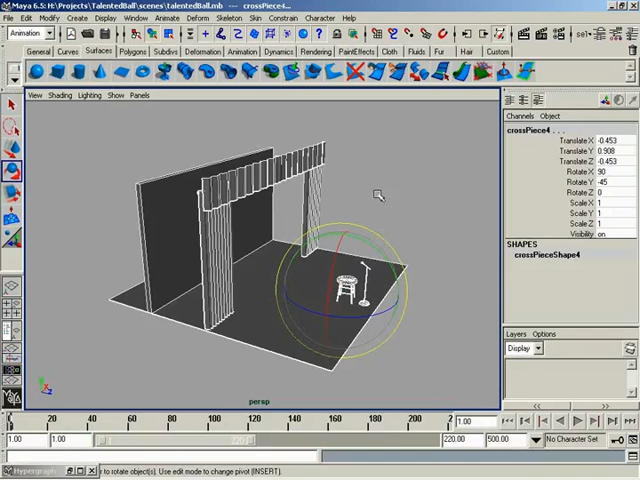 Maya 6.5: H:\Projects\TalentedBall\scenes\talentedBall.mb --- crossPiece4...
File Edit Modify Create Display Window Animate Deform Skeleton Skin Constrain Character Help
Animation sel
General Curves Surfaces Polygons Subdivs Deformation Animation Dynamics Rendering PaintEffects Cloth Fluids Fur Hair Custom
View Shading Lighting Show Panels
Channels Object
crossPiece4 . . .
Translate X -0.453
Translate Y 0.908
Translate Z -0.453
Rotate X 90
Rotate Y -45
Rotate Z 0
Scale X 1
Scale Y 1
Scale Z 1
Visibility on
SHAPES
crossPieceShape4
Layers Options
Display
persp
20 40 60 80 100 120 140 160 180 200 1.00
1.00 1.00 220 220.00 500.00 No Character Set
Hypergraph to rotate object(s). Use edit mode to change pivot (INSERT).